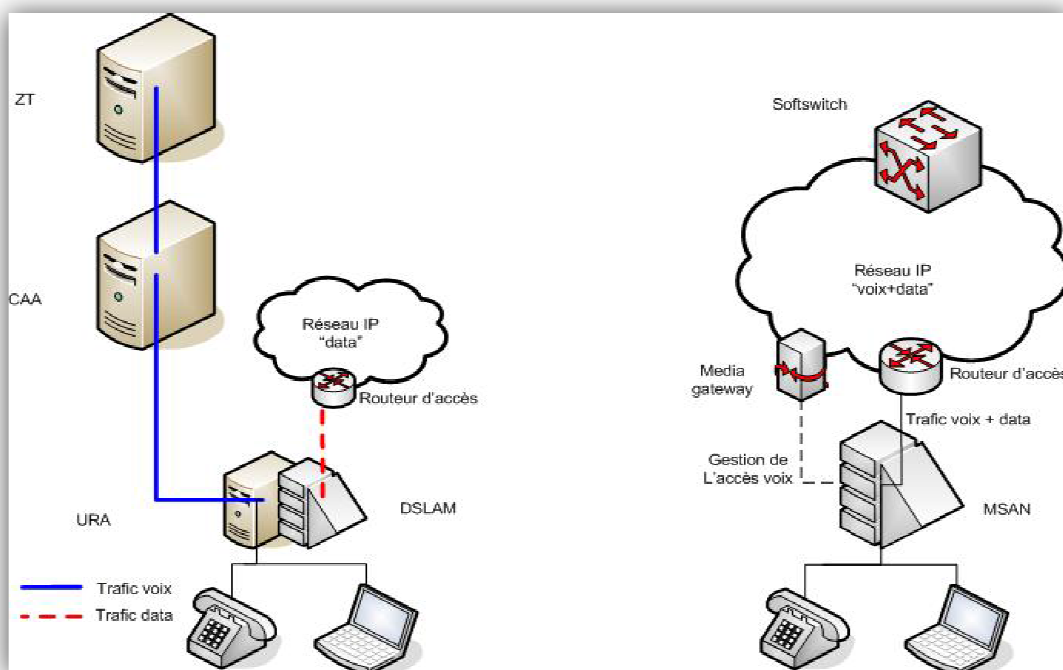 ZT
CAA
Réseau IP
"data"
Routeur d'accès
URA
DSLAM
Trafic voix
Trafic data
Softswitch
Réseau IP
"voix+data"
Media
gateway
Routeur d'accès
Trafic voix + data
Gestion de
L'accès voix
MSAN